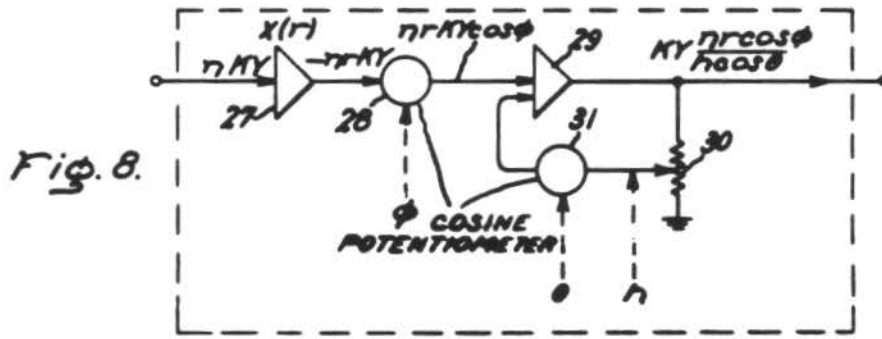 X(r)
nKY
-nrKY
nrKYcosφ
KY nrcosφ
hcosθ
27
28
29
30
31
Fig. 8.
φ COSINE
POTENTIOMETER
θ
h